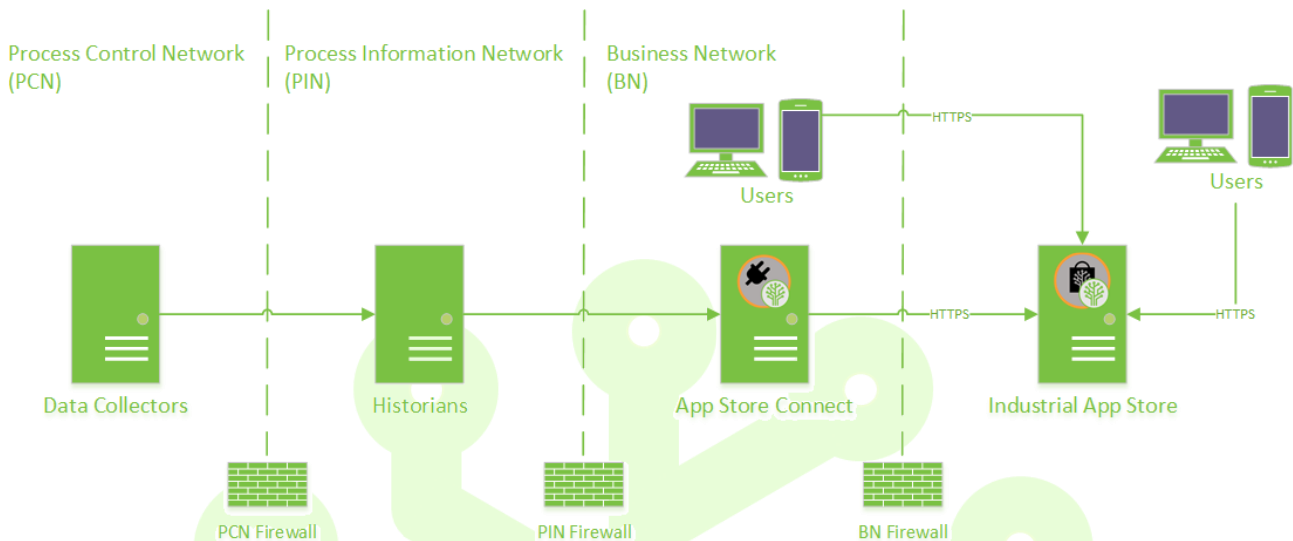 Process Control Network
(PCN)
Process Information Network
(PIN)
Business Network
(BN)
HTTPS
Users
Users
HTTPS
HTTPS
Data Collectors
Historians
App Store Connect
Industrial App Store
PCN Firewall
PIN Firewall
BN Firewall